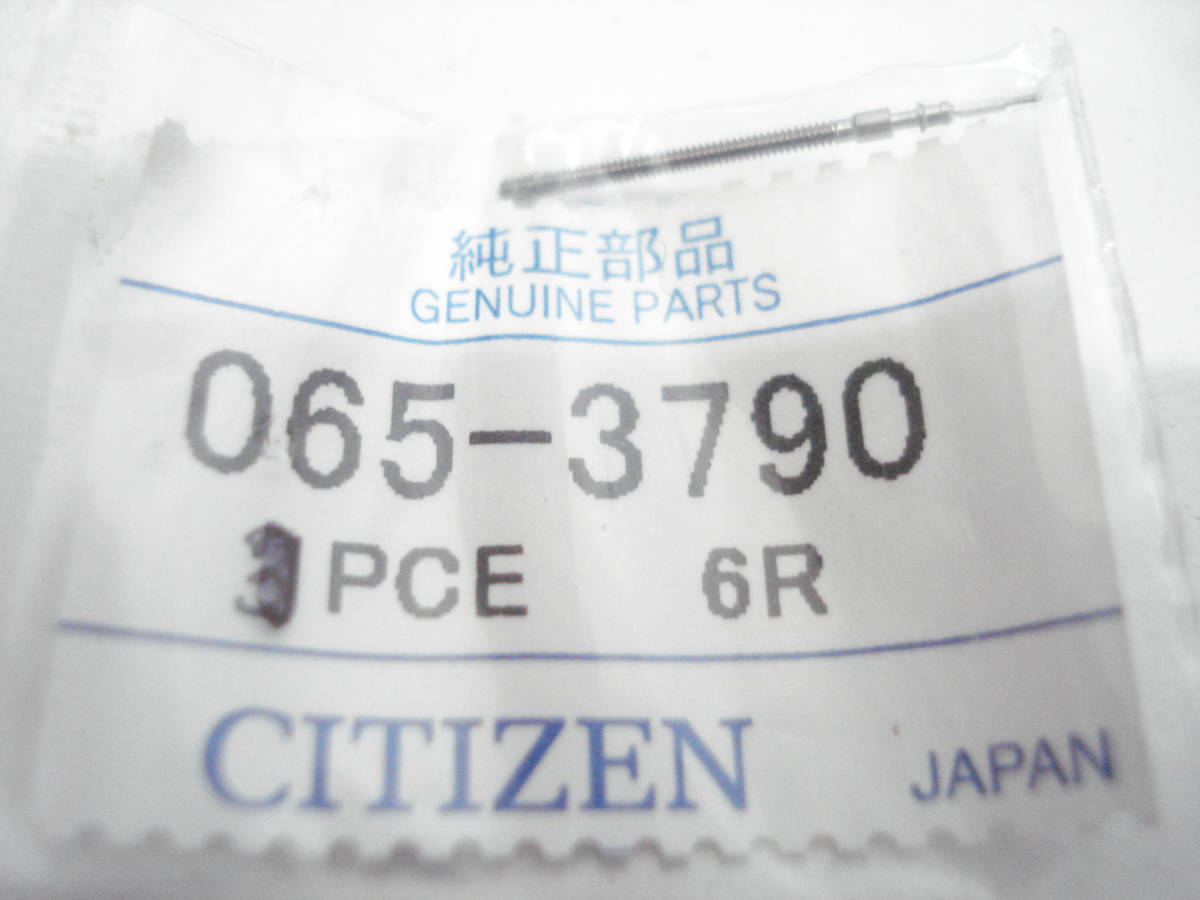 純正部品
GENUINE PARTS
065-3790
PCE 6R
CITIZEN JAPAN